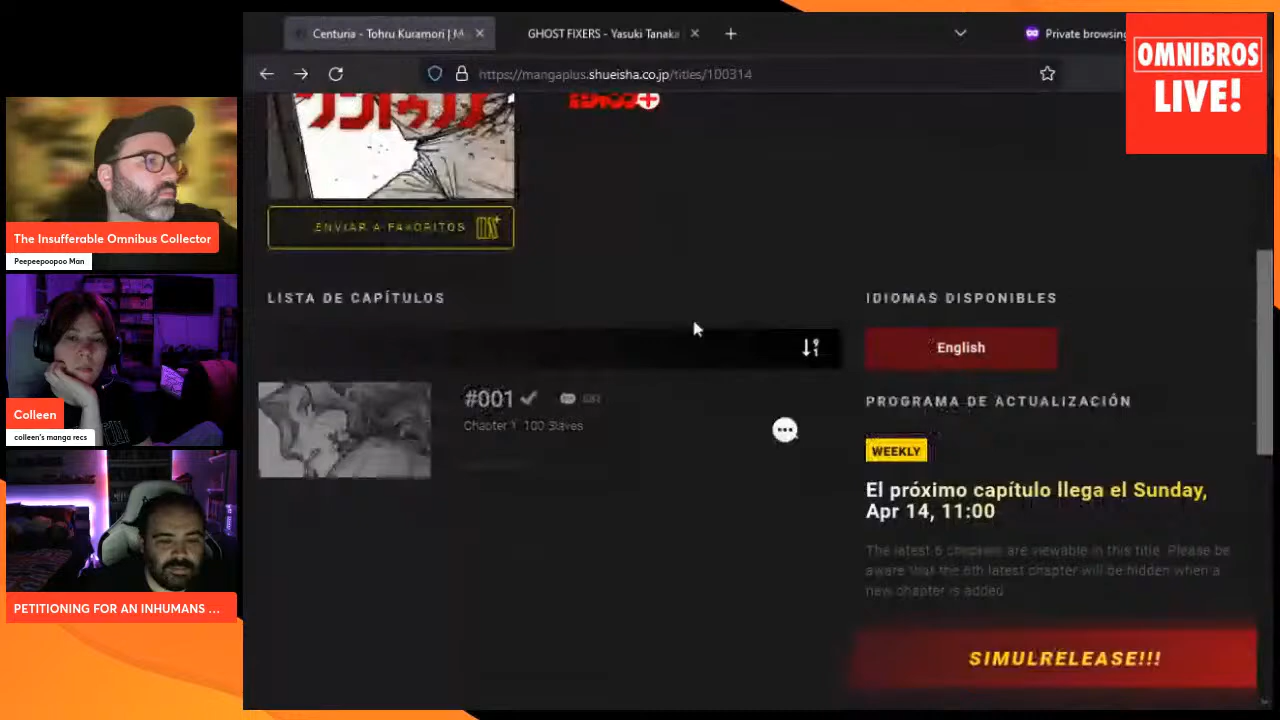 Centuria - Tohru Kuramori | MA
GHOST FIXERS - Yasuki Tanaka
Private browsing
https://mangaplus.shueisha.co.jp/titles/100314
OMNIBROS
LIVE!
ENVIAR A FAVORITOS
The Insufferable Omnibus Collector
Peepeepoopoo Man
LISTA DE CAPÍTULOS
IDIOMAS DISPONIBLES
English
#001
Chapter 1: 100 Slaves
PROGRAMA DE ACTUALIZACIÓN
Colleen
colleen's manga recs
WEEKLY
El próximo capítulo llega el Sunday,
Apr 14, 11:00
The latest 6 chapters are viewable in this title. Please be
aware that the 6th latest chapter will be hidden when a
new chapter is added
PETITIONING FOR AN INHUMANS ...
SIMULRELEASE!!!